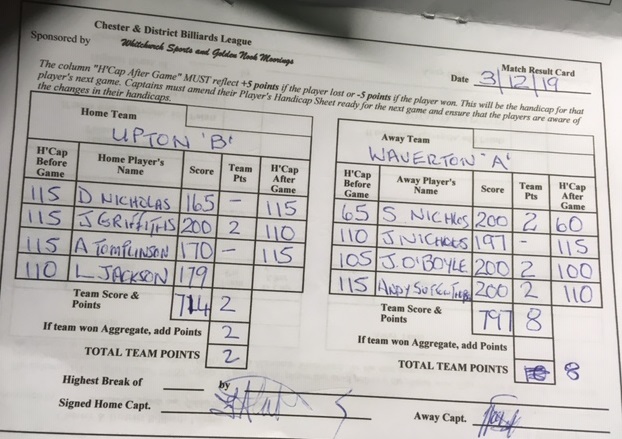 Chester & District Billiards League
Sponsored by Whitchurch Sports and Golden Nook Moorings
Match Result Card
Date 3/12/19
The column "H'Cap After Game" MUST reflect +5 points if the player lost or -5 points if the player won. This will be the handicap for that
player's next game. Captains must amend their Player's Handicap Sheet ready for the next game and ensure that the players are aware of
the changes in their handicaps.
Home Team
UPTON 'B'
H'Cap Before Game Home Player's Name Score Team Pts H'Cap After Game
115 D NICHOLAS 165 - 115
115 J GRIFFITHS 200 2 110
115 A TOMPLINSON 170 - 115
110 L JACKSON 179
Team Score & Points 714 2
If team won Aggregate, add Points 2
TOTAL TEAM POINTS 2
Away Team
WAVERTON 'A'
H'Cap Before Game Away Player's Name Score Team Pts H'Cap After Game
65 S NICHLOS 200 2 60
110 J NICHOLS 197 - 115
105 J. O'BOYLE 200 2 100
115 ANDY 200 2 110
Team Score & Points 797 8
If team won Aggregate, add Points
TOTAL TEAM POINTS 8
Highest Break of by
Signed Home Capt.
Away Capt.